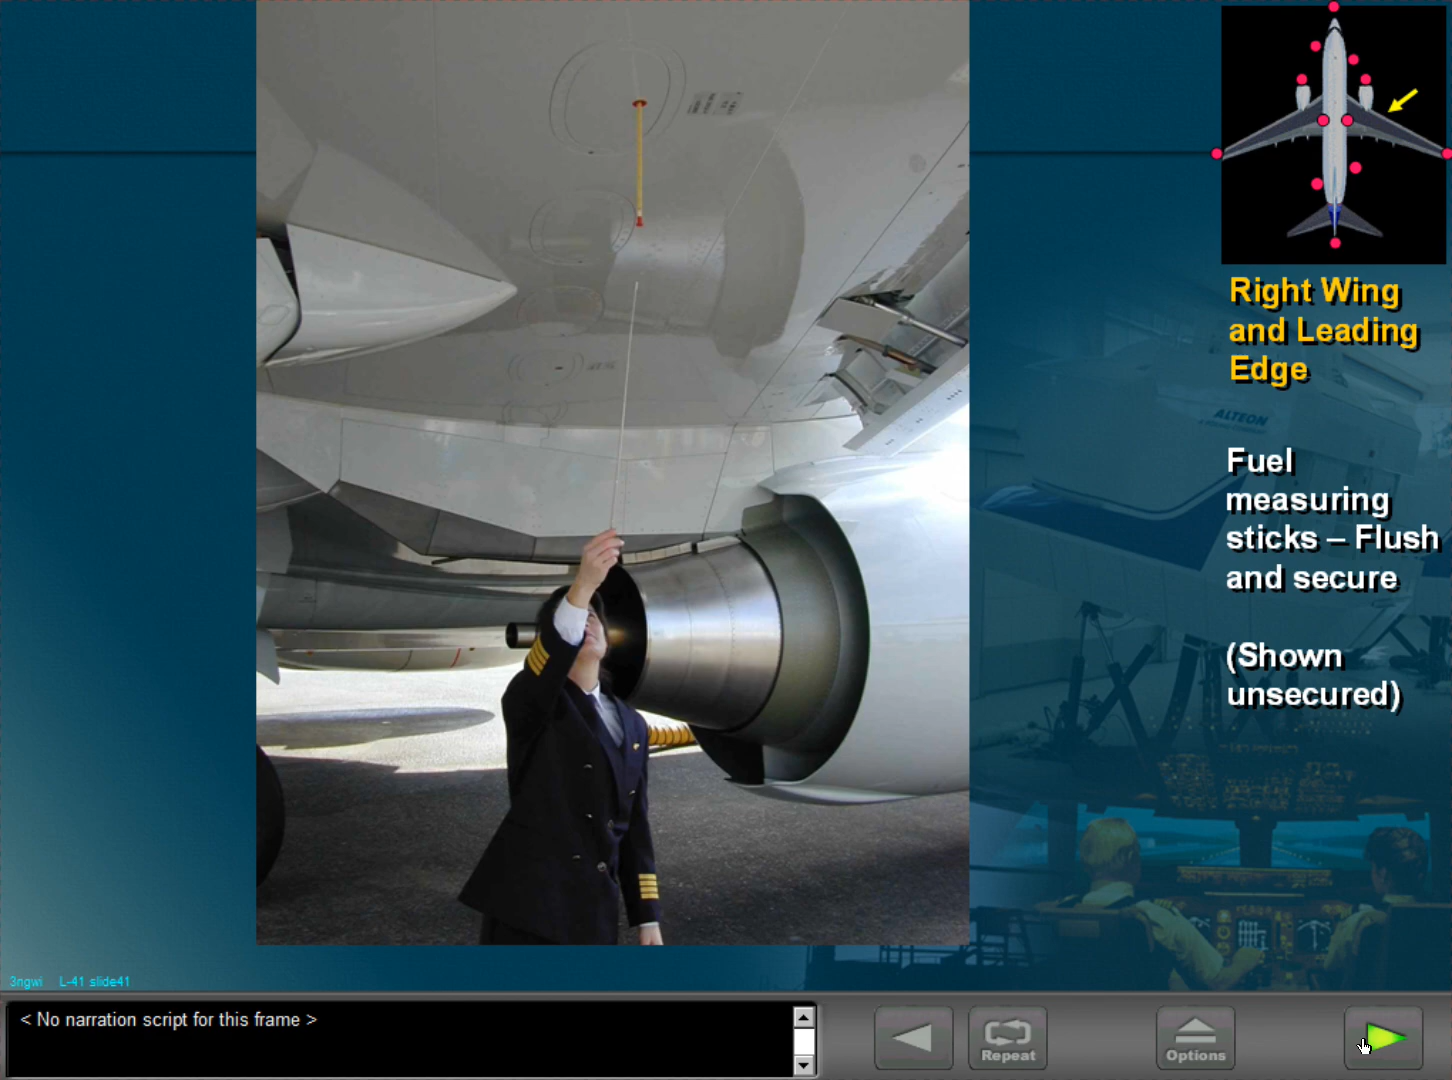 Right Wing
and Leading
Edge
ALTEON
Fuel
measuring
sticks – Flush
and secure
(Shown
unsecured)
3ngwi L-41 slide41
< No narration script for this frame >
Repeat
Options